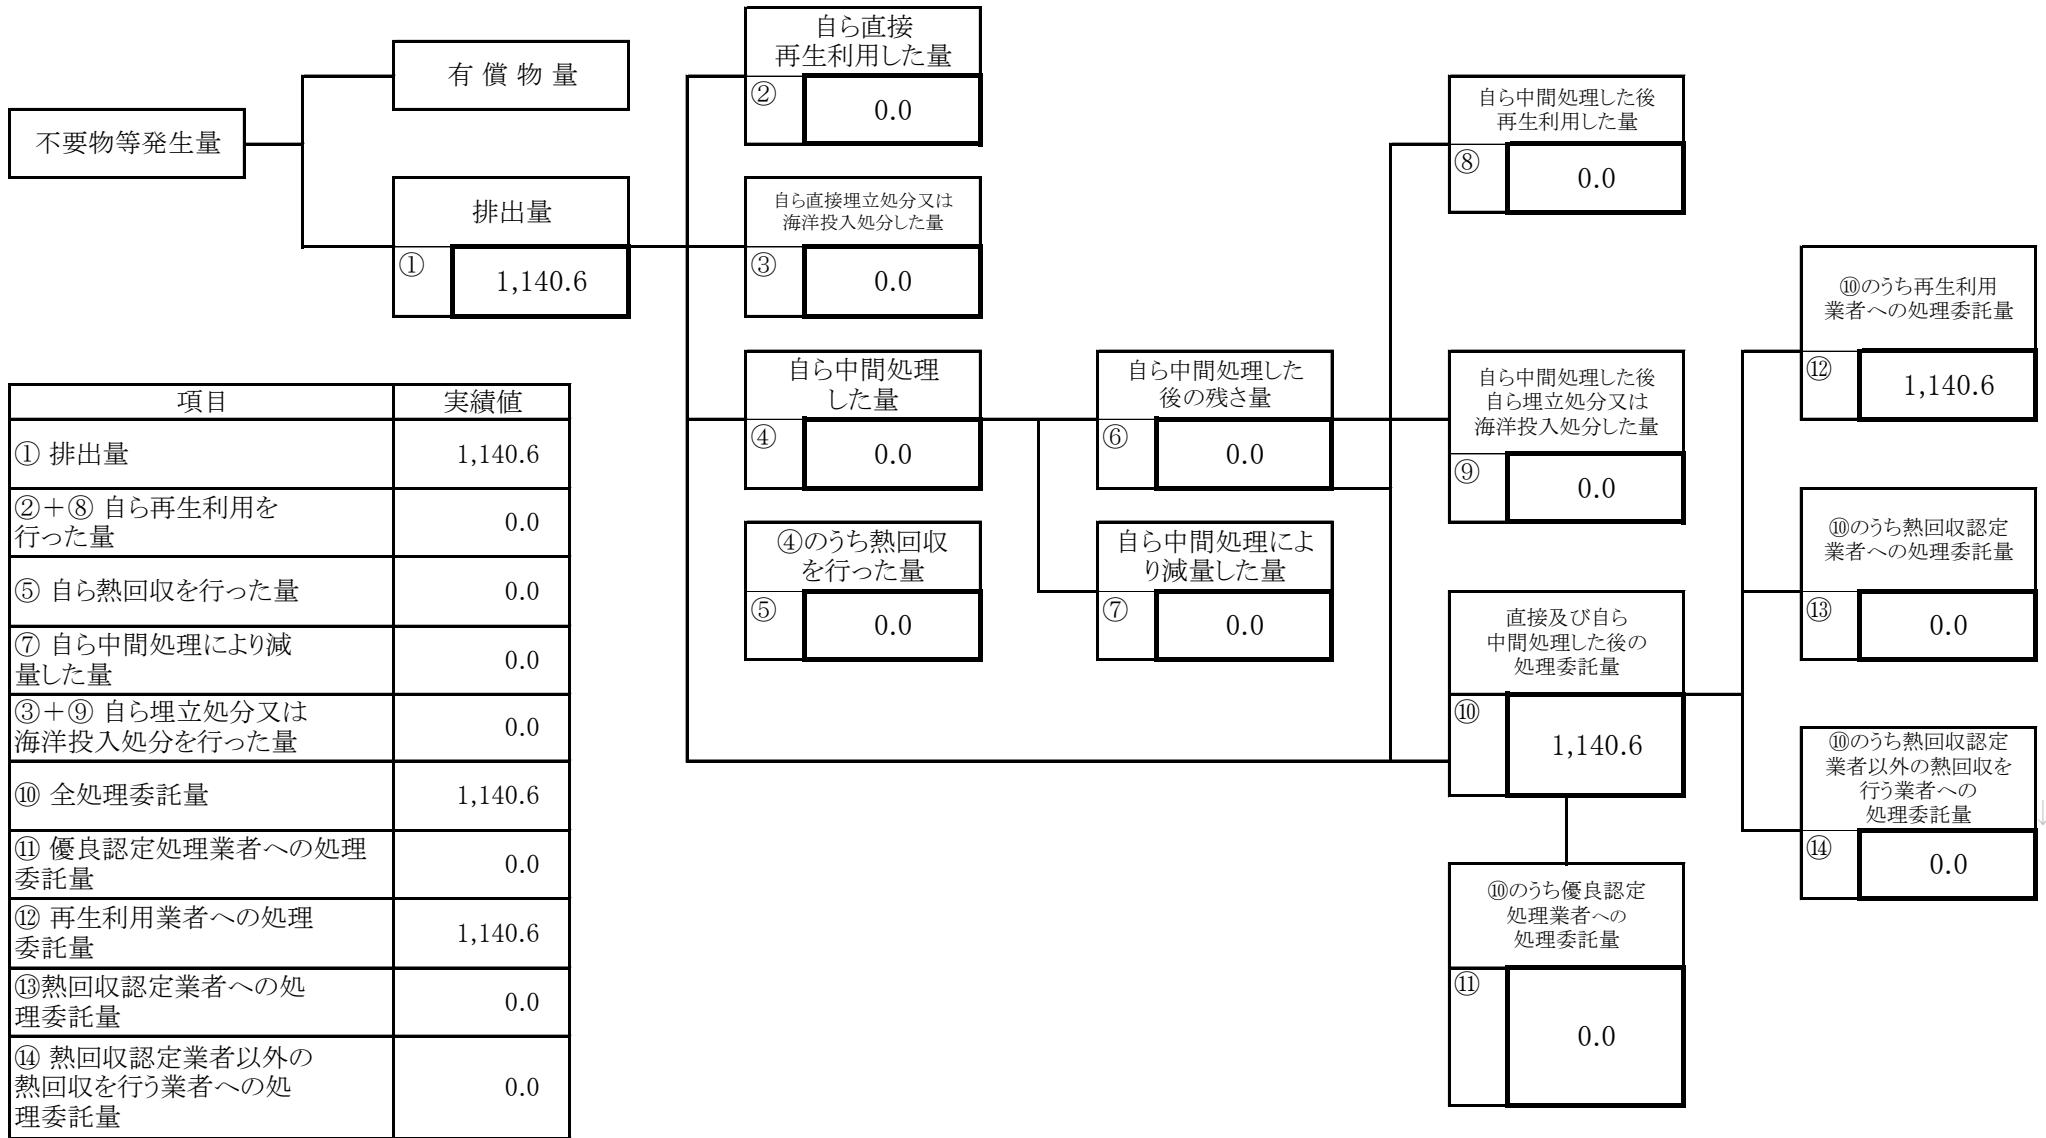 不要物等発生量
有 償 物 量
排出量
①
1,140.6
自ら直接
再生利用した量
②
0.0
自ら直接埋立処分又は
海洋投入処分した量
③
0.0
自ら中間処理
した量
④
0.0
④のうち熱回収
を行った量
⑤
0.0
自ら中間処理した
後の残さ量
⑥
0.0
自ら中間処理によ
り減量した量
⑦
0.0
自ら中間処理した後
再生利用した量
⑧
0.0
自ら中間処理した後
自ら埋立処分又は
海洋投入処分した量
⑨
0.0
直接及び自ら
中間処理した後の
処理委託量
⑩
1,140.6
⑩のうち優良認定
処理業者への
処理委託量
⑪
0.0
⑩のうち再生利用
業者への処理委託量
⑫
1,140.6
⑩のうち熱回収認定
業者への処理委託量
⑬
0.0
⑩のうち熱回収認定
業者以外の熱回収を
行う業者への
処理委託量
⑭
0.0
↓
項目 実績値
① 排出量 1,140.6
②+⑧ 自ら再生利用を
行った量 0.0
⑤ 自ら熱回収を行った量 0.0
⑦ 自ら中間処理により減
量した量 0.0
③+⑨ 自ら埋立処分又は
海洋投入処分を行った量 0.0
⑩ 全処理委託量 1,140.6
⑪ 優良認定処理業者への処理
委託量 0.0
⑫ 再生利用業者への処理
委託量 1,140.6
⑬熱回収認定業者への処
理委託量 0.0
⑭ 熱回収認定業者以外の
熱回収を行う業者への処
理委託量 0.0